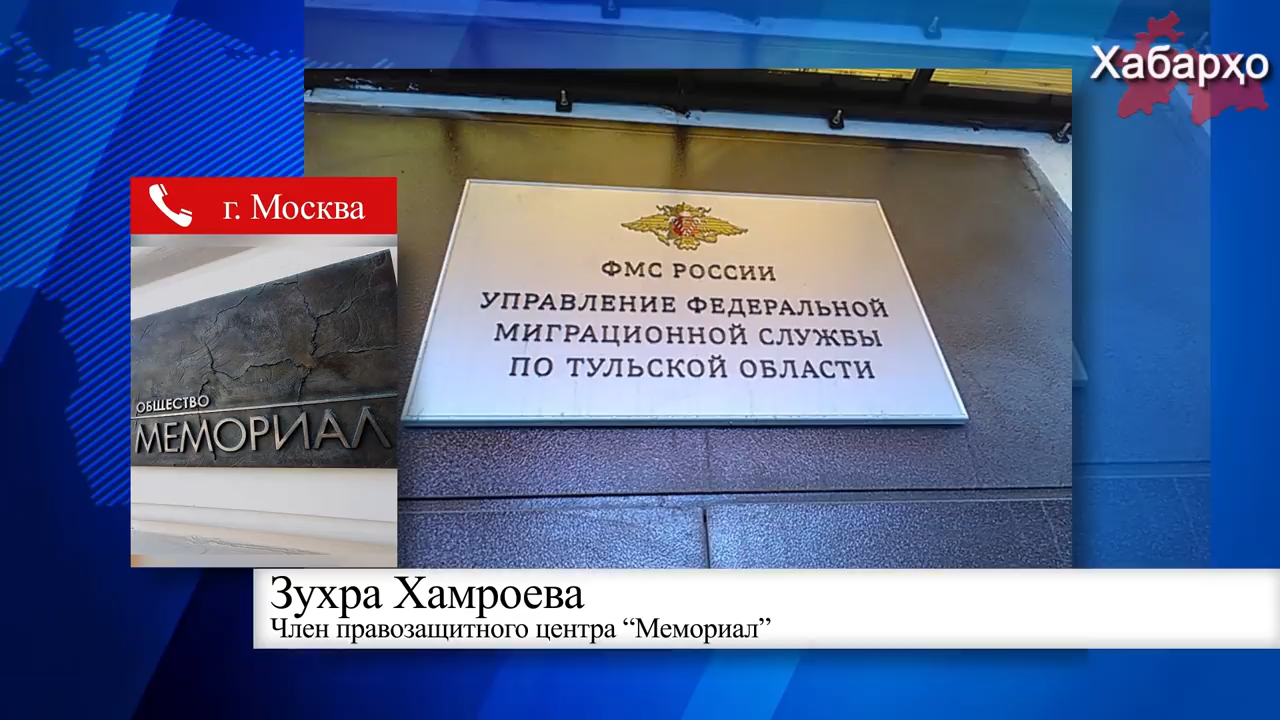 Хабарҳо
г. Москва
ОБЩЕСТВО
МЕМОРИАЛ
ФМС РОССИИ
УПРАВЛЕНИЕ ФЕДЕРАЛЬНОЙ
МИГРАЦИОННОЙ СЛУЖБЫ
ПО ТУЛЬСКОЙ ОБЛАСТИ
Зухра Хамроева
Член правозащитного центра “Мемориал”